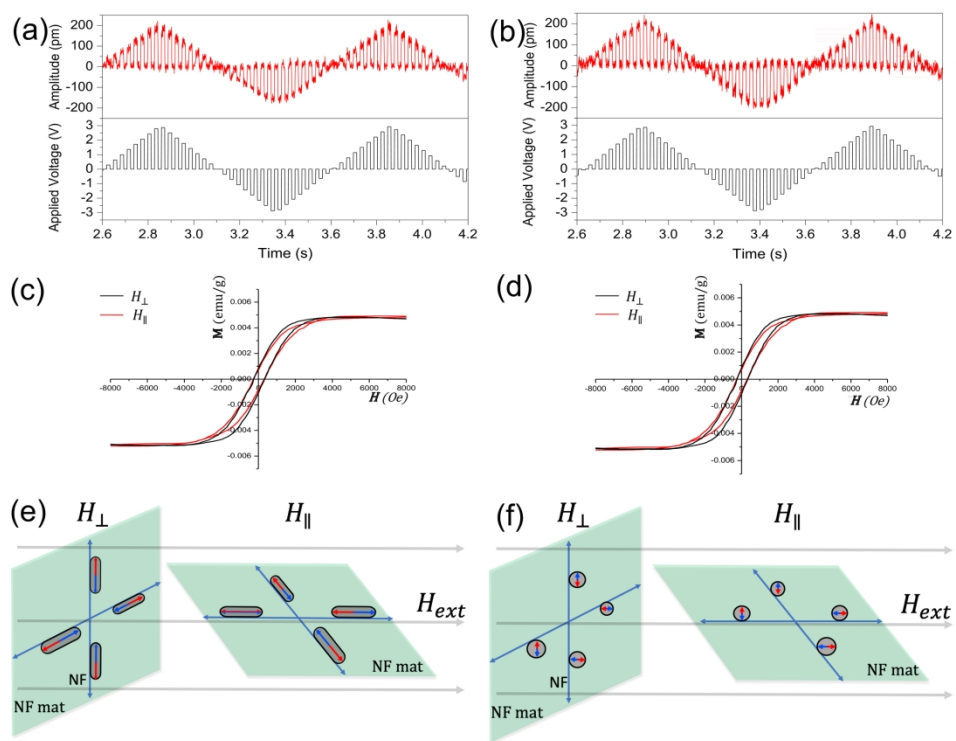 (a)
Amplitude (pm)
200
100
0
-100
200
Applied Voltage (V)
3
2
1
0
-1
-2
-3
2.6 2.8 3.0 3.2 3.4 3.6 3.8 4.0 4.2
Time (s)
(b)
Amplitude (pm)
200
100
0
-100
200
Applied Voltage (V)
3
2
1
0
-1
-2
-3
2.6 2.8 3.0 3.2 3.4 3.6 3.8 4.0 4.2
Time (s)
(c)
H⊥
H∥
M (emu/g)
0.006
0.004
0.002
0.000
-0.002
-0.004
-0.006
-8000 -6000 -4000 -2000 0 2000 4000 6000 8000
H (Oe)
(d)
H⊥
H∥
M (emu/g)
0.006
0.004
0.002
0.000
-0.002
-0.004
-0.006
-8000 -6000 -4000 -2000 0 2000 4000 6000 8000
H (Oe)
(e)
H⊥
H∥
Hext
NF
NF mat
NF mat
(f)
H⊥
H∥
Hext
NF
NF mat
NF mat